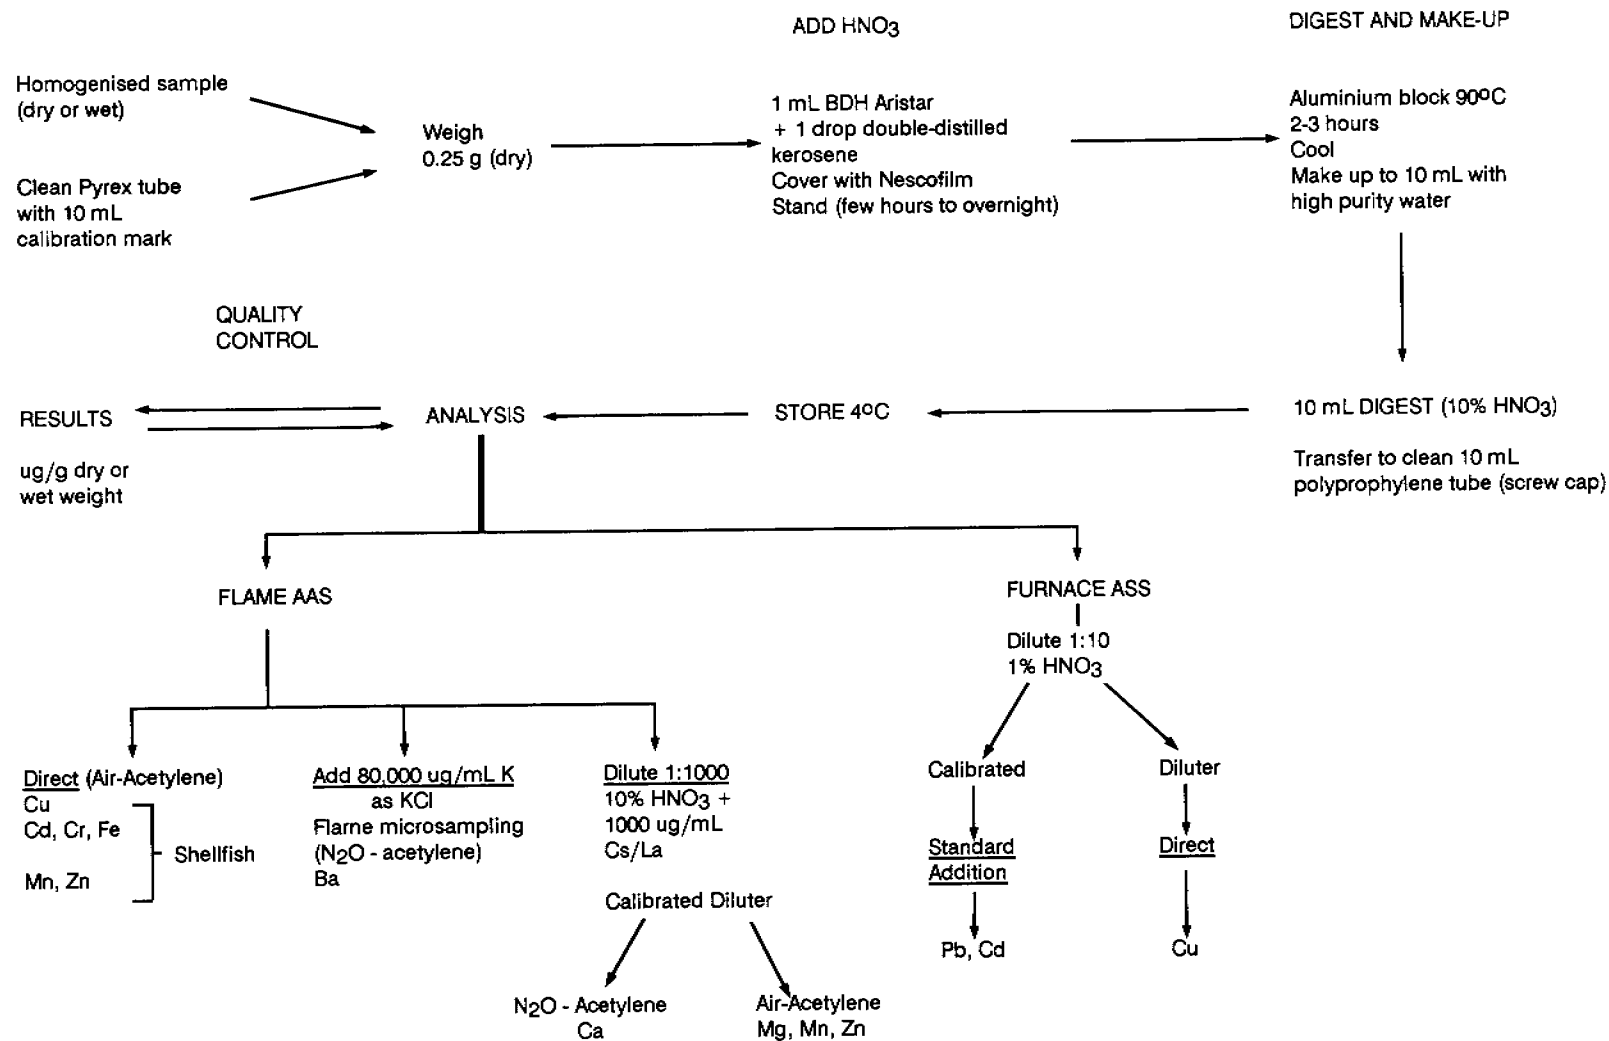 ADD HNO3
DIGEST AND MAKE-UP
Homogenised sample
(dry or wet)
Clean Pyrex tube
with 10 mL
calibration mark
Weigh
0.25 g (dry)
1 mL BDH Aristar
+ 1 drop double-distilled
kerosene
Cover with Nescofilm
Stand (few hours to overnight)
Aluminium block 90ºC
2-3 hours
Cool
Make up to 10 mL with
high purity water
QUALITY
CONTROL
RESULTS
ug/g dry or
wet weight
ANALYSIS
STORE 4ºC
10 mL DIGEST (10% HNO3)
Transfer to clean 10 mL
polyprophylene tube (screw cap)
FLAME AAS
FURNACE ASS
Dilute 1:10
1% HNO3
Direct (Air-Acetylene)
Cu
Cd, Cr, Fe
Mn, Zn
Shellfish
Add 80,000 ug/mL K
as KCl
Flame microsampling
(N2O - acetylene)
Ba
Dilute 1:1000
10% HNO3 +
1000 ug/mL
Cs/La
Calibrated Diluter
N2O - Acetylene
Ca
Air-Acetylene
Mg, Mn, Zn
Calibrated
Standard
Addition
Pb, Cd
Diluter
Direct
Cu